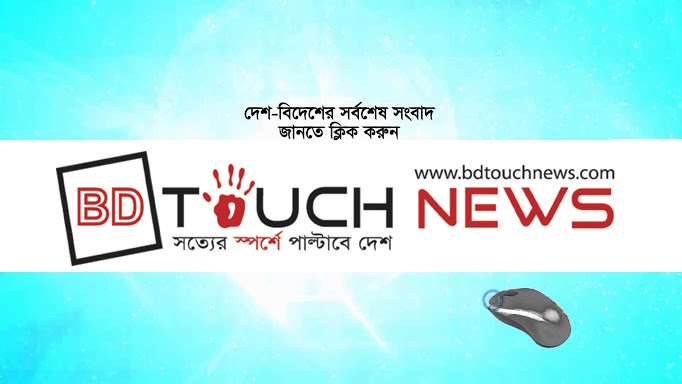 দেশ-বিদেশের সর্বশেষ সংবাদ
জানতে ক্লিক করুন
www.bdtouchnews.com
BD TOUCH NEWS
সত্যের স্পর্শে পাল্টাবে দেশ